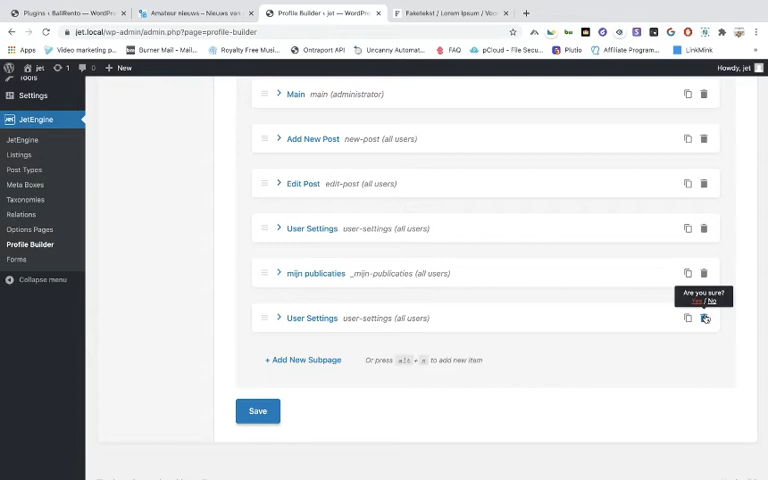 Plugins ‹ BallRento — WordPr
Amateur nieuws – Nieuws van
Profile Builder ‹ jet — WordPre
Faketekst / Lorem Ipsum / Voo
jet.local/wp-admin/admin.php?page=profile-builder
Apps
Video marketing p...
Burner Mail - Mail...
Royalty Free Musi...
Ontraport API
Uncanny Automat...
FAQ
pCloud - File Secu...
Plutio
Affiliate Program...
LinkMink
jet
1
New
Howdy, jet
Tools
Settings
JetEngine
JetEngine
Listings
Post Types
Meta Boxes
Taxonomies
Relations
Options Pages
Profile Builder
Forms
Collapse menu
Main main (administrator)
Add New Post new-post (all users)
Edit Post edit-post (all users)
User Settings user-settings (all users)
mijn publicaties _mijn-publicaties (all users)
Are you sure?
Yes / No
User Settings user-settings (all users)
+ Add New Subpage
Or press alt + n to add new item
Save